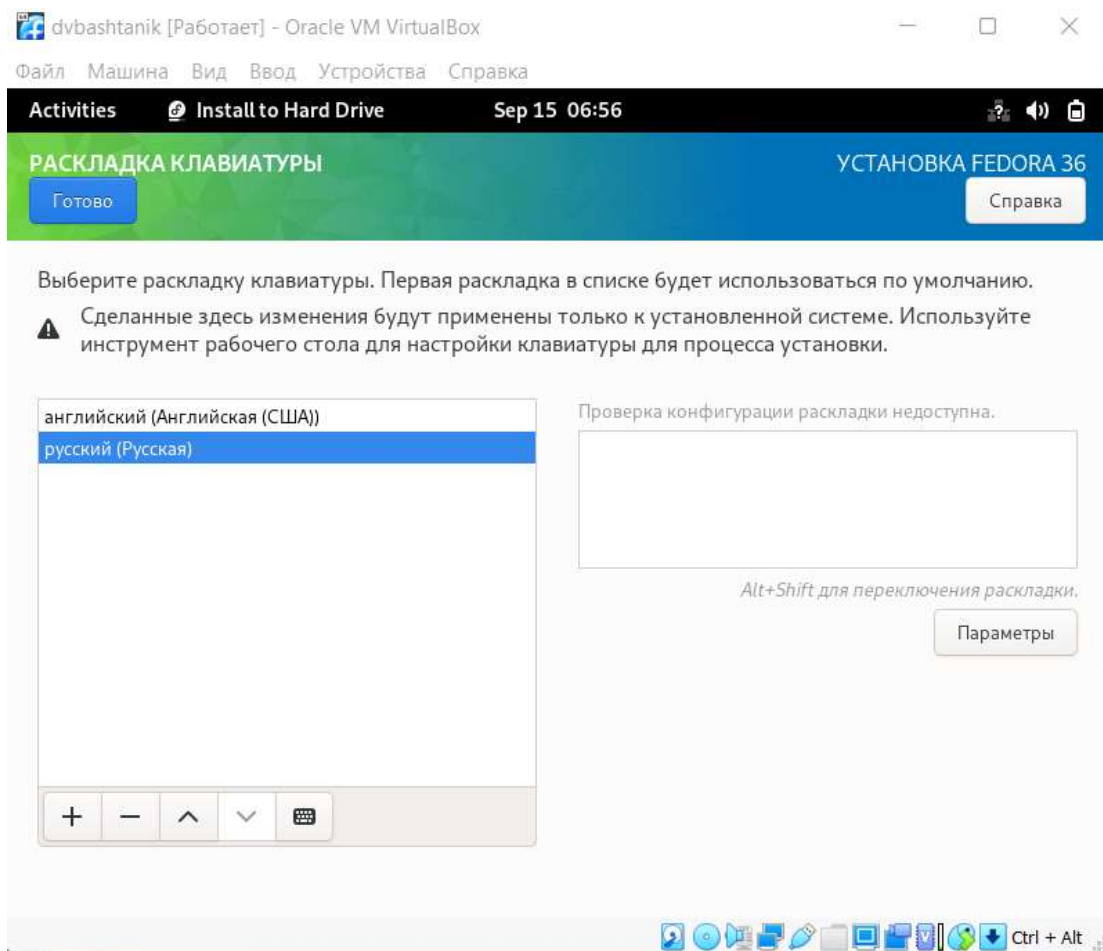 dvbashtanik [Работает] - Oracle VM VirtualBox
Файл Машина Вид Ввод Устройства Справка
Activities Install to Hard Drive Sep 15 06:56
РАСКЛАДКА КЛАВИАТУРЫ
УСТАНОВКА FEDORA 36
Готово
Справка
Выберите раскладку клавиатуры. Первая раскладка в списке будет использоваться по умолчанию.
Сделанные здесь изменения будут применены только к установленной системе. Используйте
инструмент рабочего стола для настройки клавиатуры для процесса установки.
английский (Английская (США))
русский (Русская)
Проверка конфигурации раскладки недоступна.
Alt+Shift для переключения раскладки.
Параметры
Ctrl + Alt